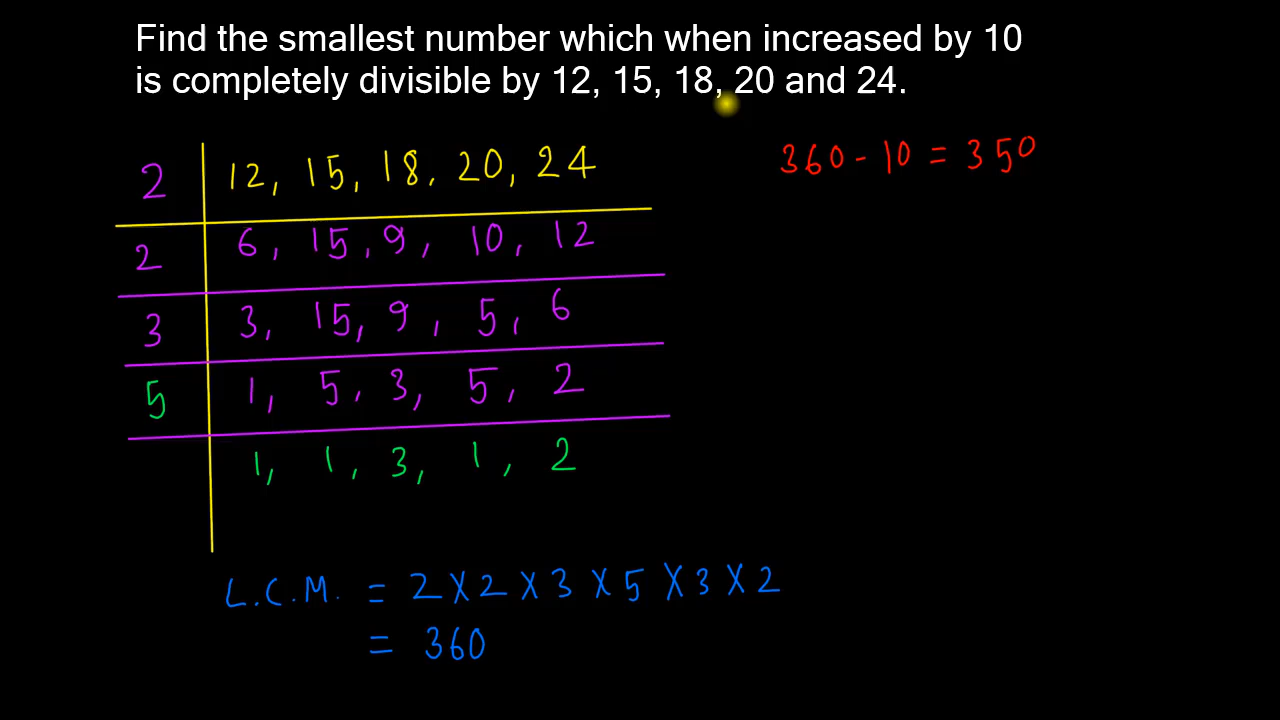 Find the smallest number which when increased by 10
is completely divisible by 12, 15, 18, 20 and 24.
360 - 10 = 350
2 12, 15, 18, 20, 24
2 6, 15, 9, 10, 12
3 3, 15, 9, 5, 6
5 1, 5, 3, 5, 2
1, 1, 3, 1, 2
L.C.M. = 2 X 2 X 3 X 5 X 3 X 2
= 360